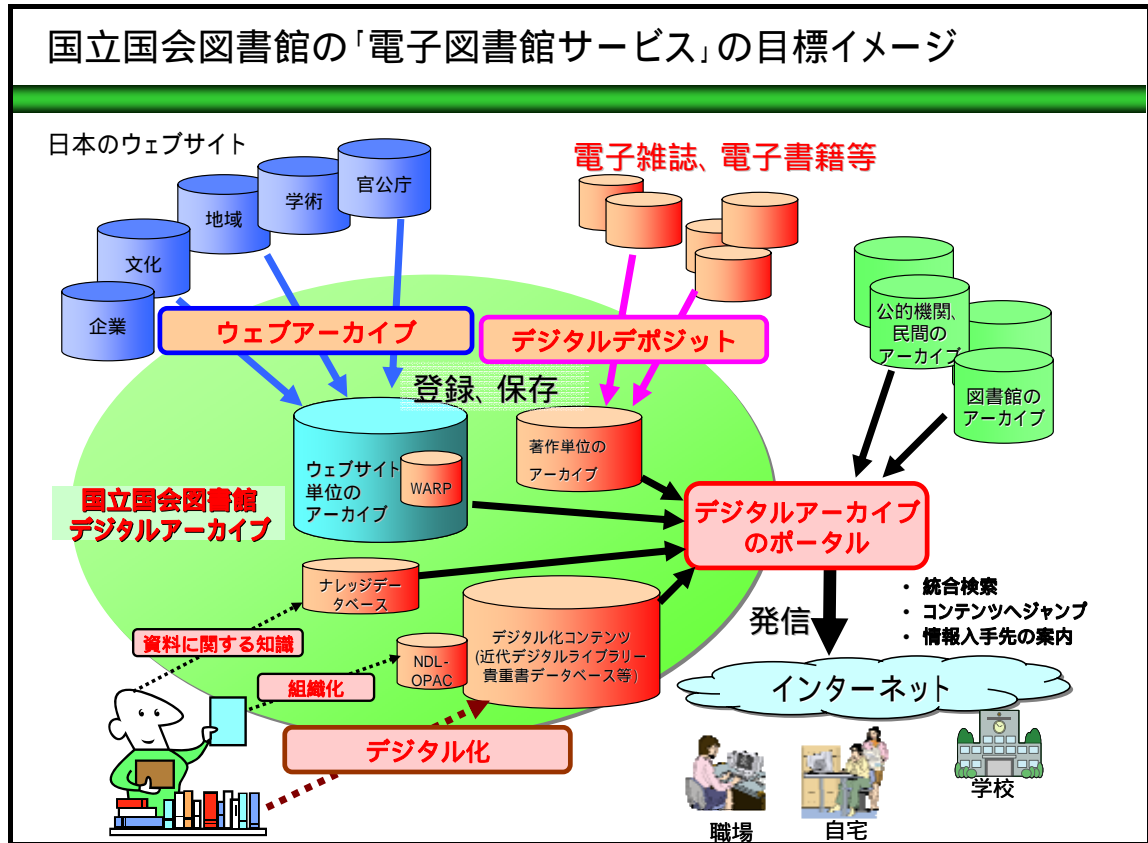 国立国会図書館の「電子図書館サービス」の目標イメージ
日本のウェブサイト
電子雑誌、電子書籍等
官公庁
学術
地域
文化
企業
公的機関、
民間の
アーカイブ
図書館の
アーカイブ
ウェブアーカイブ
デジタルデポジット
登録、保存
ウェブサイト
単位の
アーカイブ
WARP
著作単位の
アーカイブ
国立国会図書館
デジタルアーカイブ
デジタルアーカイブ
のポータル
ナレッジデー
タベース
資料に関する知識
組織化
NDL-
OPAC
デジタル化コンテンツ
(近代デジタルライブラリー
貴重書データベース等)
デジタル化
発信
・ 統合検索
・ コンテンツへジャンプ
・ 情報入手先の案内
インターネット
職場
自宅
学校